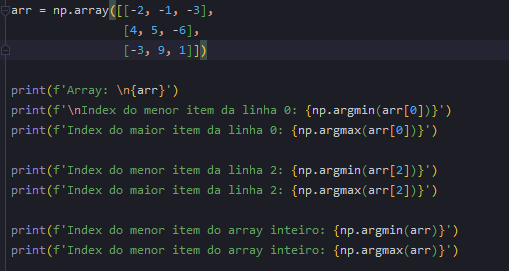 arr = np.array([[-2, -1, -3],
[4, 5, -6],
[-3, 9, 1]])
print(f'Array: \n{arr}')
print(f'\nIndex do menor item da linha 0: {np.argmin(arr[0])}')
print(f'Index do maior item da linha 0: {np.argmax(arr[0])}')
print(f'Index do menor item da linha 2: {np.argmin(arr[2])}')
print(f'Index do maior item da linha 2: {np.argmax(arr[2])}')
print(f'Index do menor item do array inteiro: {np.argmin(arr)}')
print(f'Index do menor item do array inteiro: {np.argmax(arr)}')